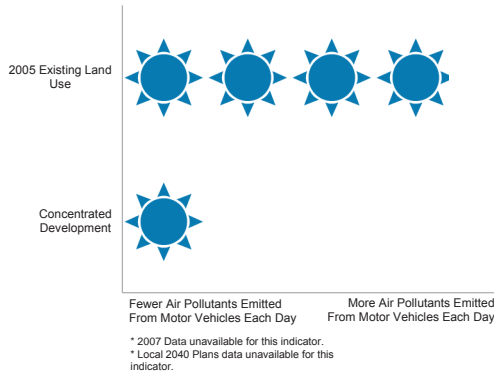 2005 Existing Land
Use
Concentrated
Development
Fewer Air Pollutants Emitted
From Motor Vehicles Each Day
More Air Pollutants Emitted
From Motor Vehicles Each Day
* 2007 Data unavailable for this indicator.
* Local 2040 Plans data unavailable for this
indicator.